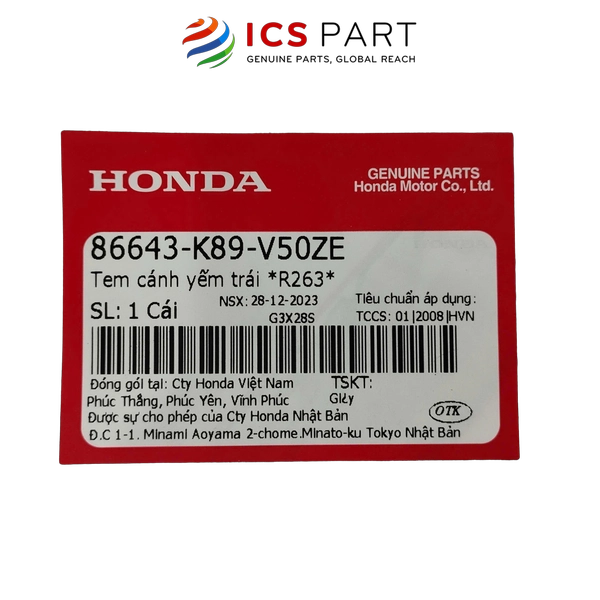 ICS PART
GENUINE PARTS, GLOBAL REACH
HONDA
GENUINE PARTS
Honda Motor Co., Ltd.
86643-K89-V50ZE
Tem cánh yếm trái *R263*
SL: 1 Cái
NSX: 28-12-2023
G3X28S
Tiêu chuẩn áp dụng :
TCCS: 01|2008|HVN
Đóng gói tại: Cty Honda Việt Nam
Phúc Thắng, Phúc Yên, Vĩnh Phúc
Được sự cho phép của Cty Honda Nhật Bản
Đ.C 1-1. Minami Aoyama 2-chome.Minato-ku Tokyo Nhật Bản
TSKT:
Giấy
OTK